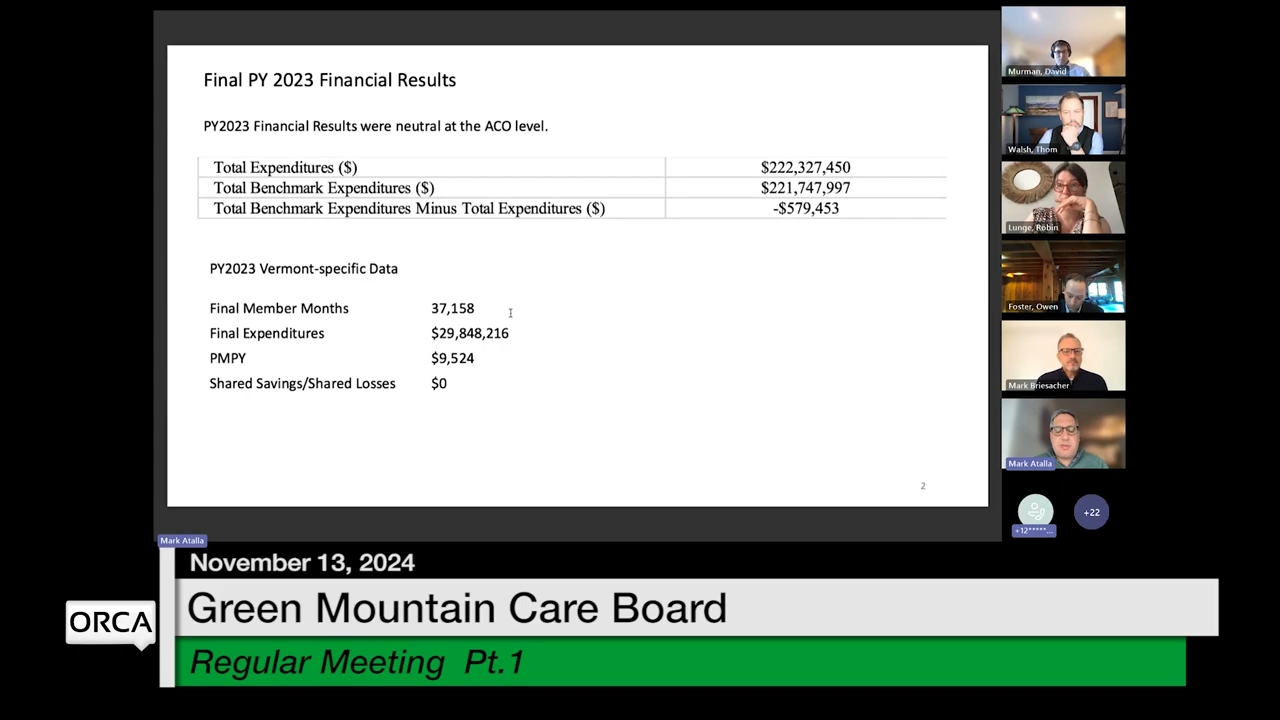 Final PY 2023 Financial Results
PY2023 Financial Results were neutral at the ACO level.
Total Expenditures ($) $222,327,450
Total Benchmark Expenditures ($) $221,747,997
Total Benchmark Expenditures Minus Total Expenditures ($) -$579,453
PY2023 Vermont-specific Data
Final Member Months 37,158
Final Expenditures $29,848,216
PMPY $9,524
Shared Savings/Shared Losses $0
2
Murman, David
Walsh, Thom
Lunge, Robin
Foster, Owen
Mark Briesacher
Mark Atalla
+12*****...
+22
Mark Atalla
November 13, 2024
ORCA
Green Mountain Care Board
Regular Meeting Pt.1